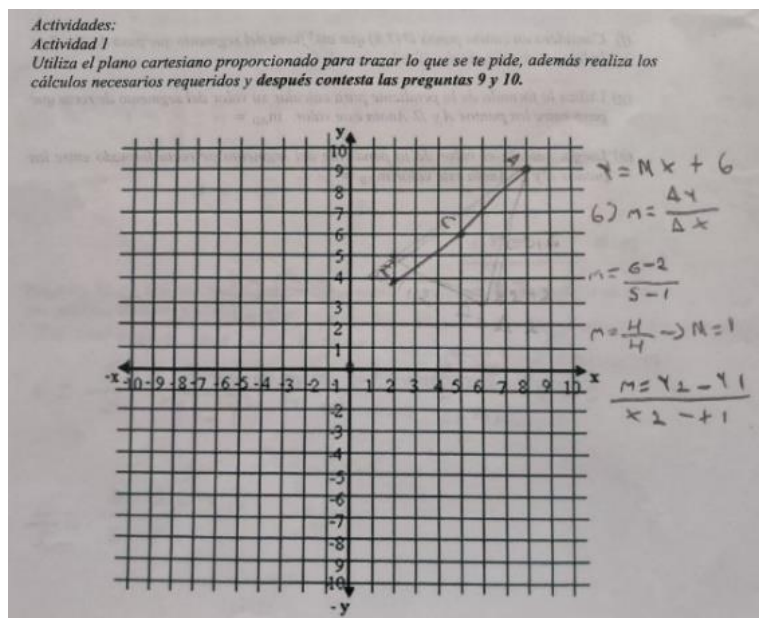 Actividades:
Actividad 1
Utiliza el plano cartesiano proporcionado para trazar lo que se te pide, además realiza los
cálculos necesarios requeridos y después contesta las preguntas 9 y 10.
y
10
9
8
7
6
5
4
3
2
1
-x -10 -9 -8 -7 -6 -5 -4 -3 -2 -1 1 2 3 4 5 6 7 8 9 10 x
-2
-3
-4
-5
-6
-7
-8
9
10
-y
A
C
Y = Mx + 6
6) m = Δy / Δx
m = 6-2 / 5-1
m = 4/4 -> M = 1
m = Y2 - Y1 / x2 - x1